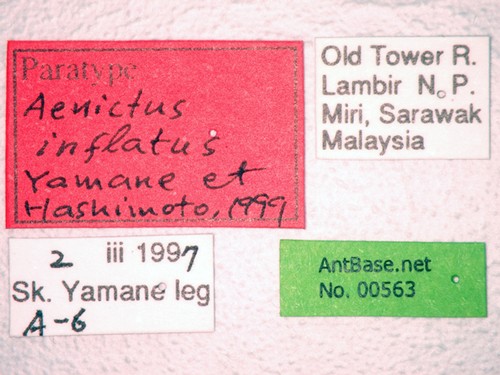 Paratype
Aenictus
inflatus
Yamane et
Hashimoto, 1999
Old Tower R.
Lambir N. P.
Miri, Sarawak
Malaysia
2 iii 1997
Sk. Yamane leg
A-6
AntBase.net
No. 00563